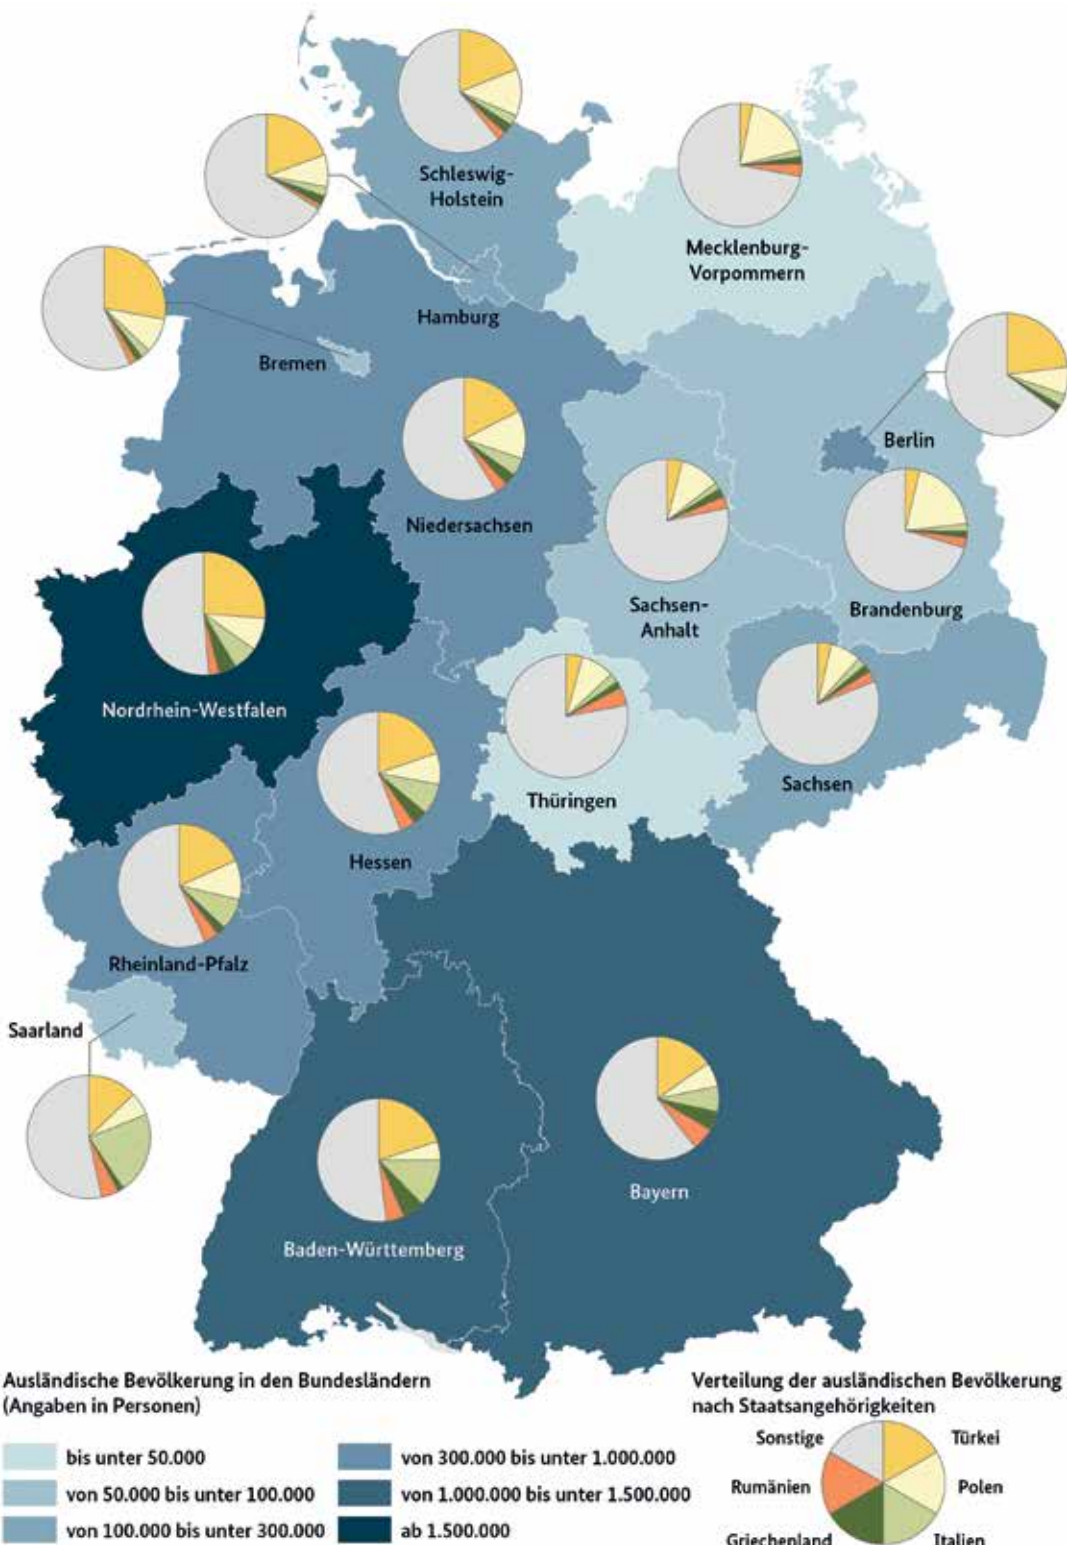 Schleswig-
Holstein
Mecklenburg-
Vorpommern
Hamburg
Bremen
Berlin
Niedersachsen
Sachsen-
Anhalt
Brandenburg
Nordrhein-Westfalen
Thüringen
Sachsen
Hessen
Rheinland-Pfalz
Saarland
Bayern
Baden-Württemberg
Ausländische Bevölkerung in den Bundesländern
(Angaben in Personen)
bis unter 50.000
von 50.000 bis unter 100.000
von 100.000 bis unter 300.000
von 300.000 bis unter 1.000.000
von 1.000.000 bis unter 1.500.000
ab 1.500.000
Verteilung der ausländischen Bevölkerung
nach Staatsangehörigkeiten
Sonstige
Türkei
Rumänien
Polen
Griechenland
Italien